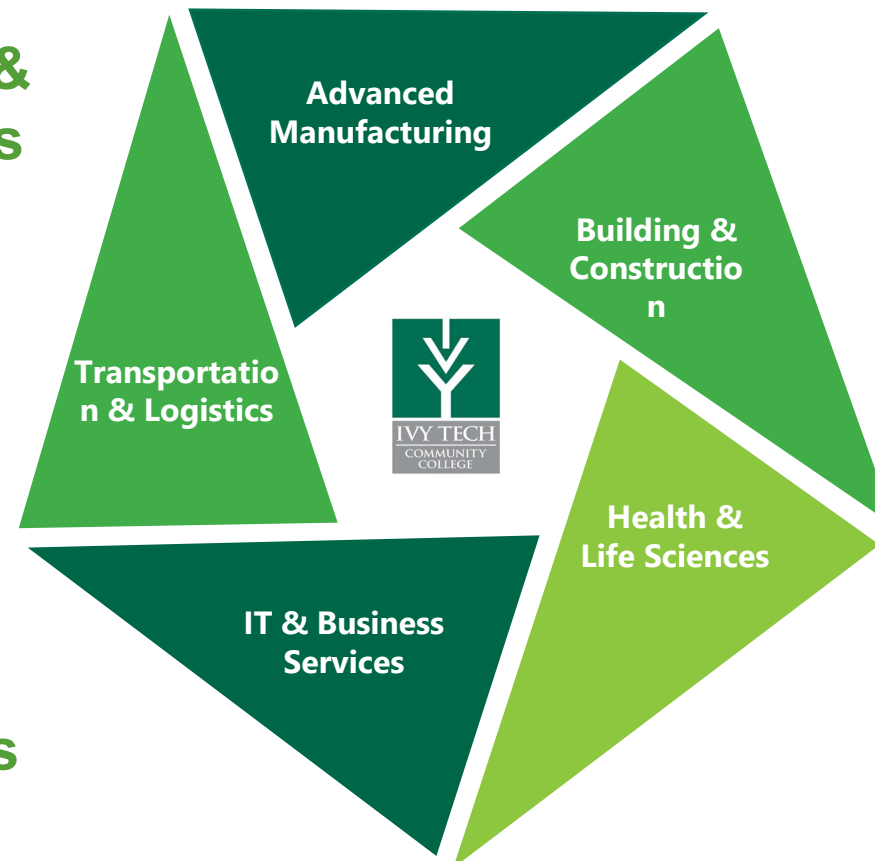 &
s
Advanced
Manufacturing
Building &
Constructio
n
Transportatio
n & Logistics
IVY TECH
COMMUNITY
COLLEGE
Health &
Life Sciences
IT & Business
Services
s